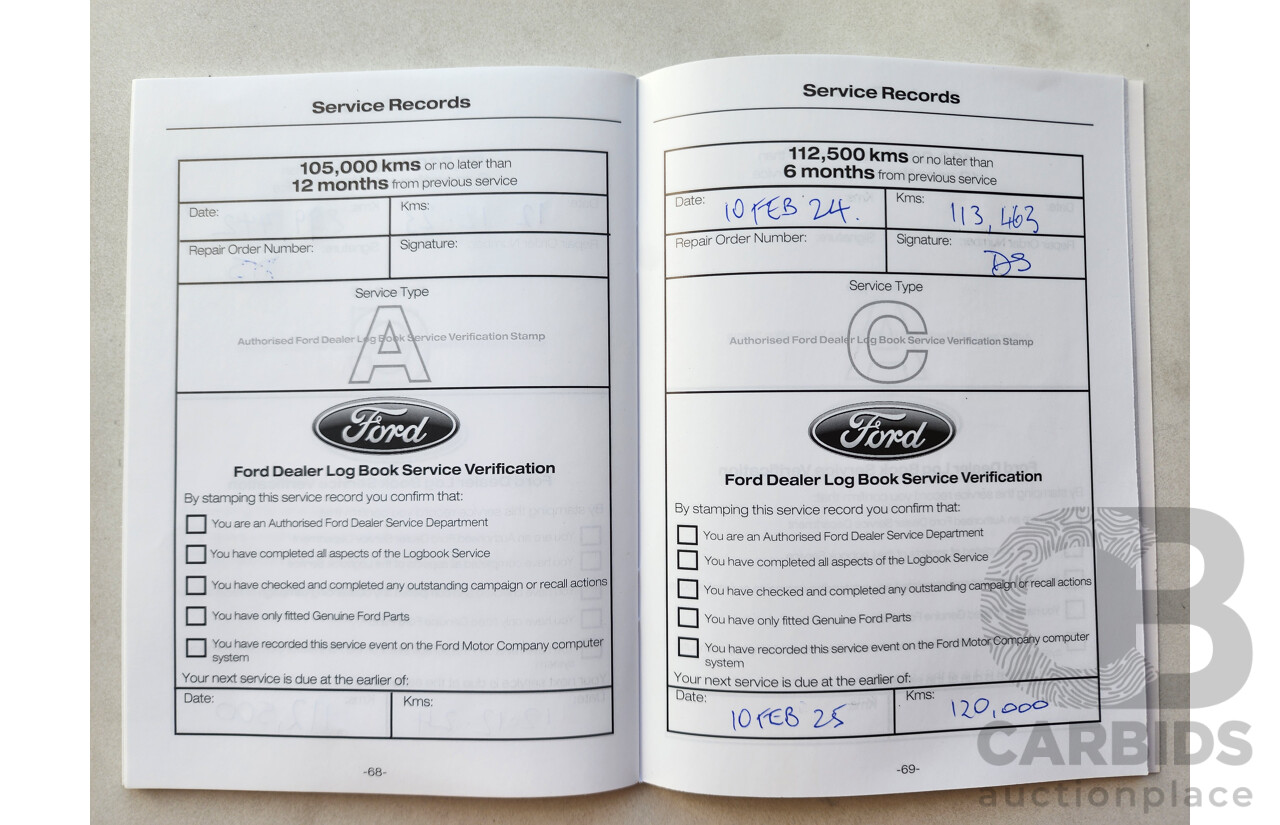 Service Records
105,000 kms or no later than
12 months from previous service
Date:
Kms:
Repair Order Number:
Signature:
Service Type
A
Authorised Ford Dealer Log Book Service Verification Stamp
Ford
Ford Dealer Log Book Service Verification
By stamping this service record you confirm that:
You are an Authorised Ford Dealer Service Department
You have completed all aspects of the Logbook Service
You have checked and completed any outstanding campaign or recall actions
You have only fitted Genuine Ford Parts
You have recorded this service event on the Ford Motor Company computer
system
Your next service is due at the earlier of:
Date:
Kms:
-68-
Service Records
112,500 kms or no later than
6 months from previous service
Date: 10 FEB 24.
Kms: 113,463
Repair Order Number:
Signature: DS
Service Type
C
Authorised Ford Dealer Log Book Service Verification Stamp
Ford
Ford Dealer Log Book Service Verification
By stamping this service record you confirm that:
You are an Authorised Ford Dealer Service Department
You have completed all aspects of the Logbook Service
You have checked and completed any outstanding campaign or recall actions
You have only fitted Genuine Ford Parts
You have recorded this service event on the Ford Motor Company computer
system
Your next service is due at the earlier of:
Date: 10 FEB 25
Kms: 120,000
-69-
CB
CARBIDS
auctionplace